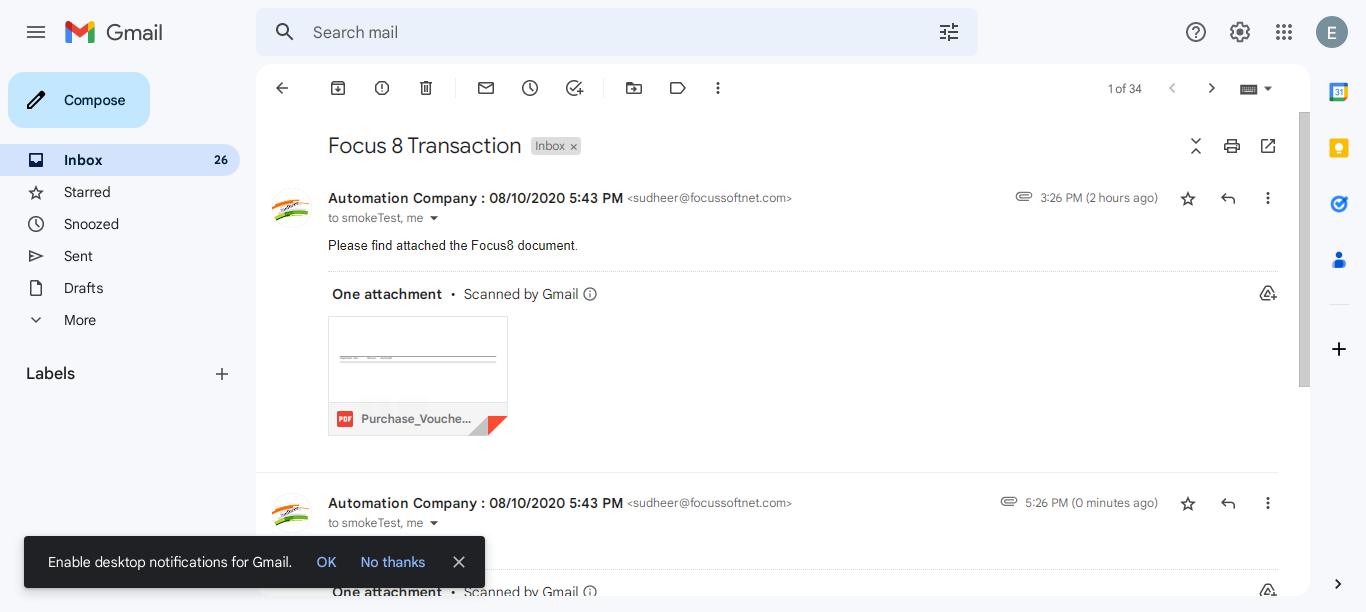 Gmail
Search mail
E
Compose
1 of 34
31
Inbox 26
Starred
Snoozed
Sent
Drafts
More
Labels
Focus 8 Transaction Inbox ×
Automation Company : 08/10/2020 5:43 PM <sudheer@focussoftnet.com> 3:26 PM (2 hours ago)
to smokeTest, me
Please find attached the Focus8 document.
One attachment • Scanned by Gmail
PDF Purchase_Vouche...
Automation Company : 08/10/2020 5:43 PM <sudheer@focussoftnet.com> 5:26 PM (0 minutes ago)
to smokeTest, me
Enable desktop notifications for Gmail. OK No thanks
One attachment • Scanned by Gmail